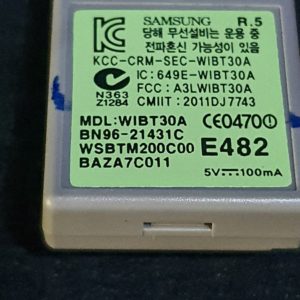 SAMSUNG R.5
당해 무선설비는 운용 중
전파혼신 가능성이 있음
KCC-CRM-SEC-WIBT30A
IC:649E-WIBT30A
FCC: A3LWIBT30A
CMIIT: 2011DJ7743
N363
Z1284
MDL:WIBT30A CE0470
BN96-21431C
WSBTM200C00 E482
BAZA7C011
5V⎓100mA